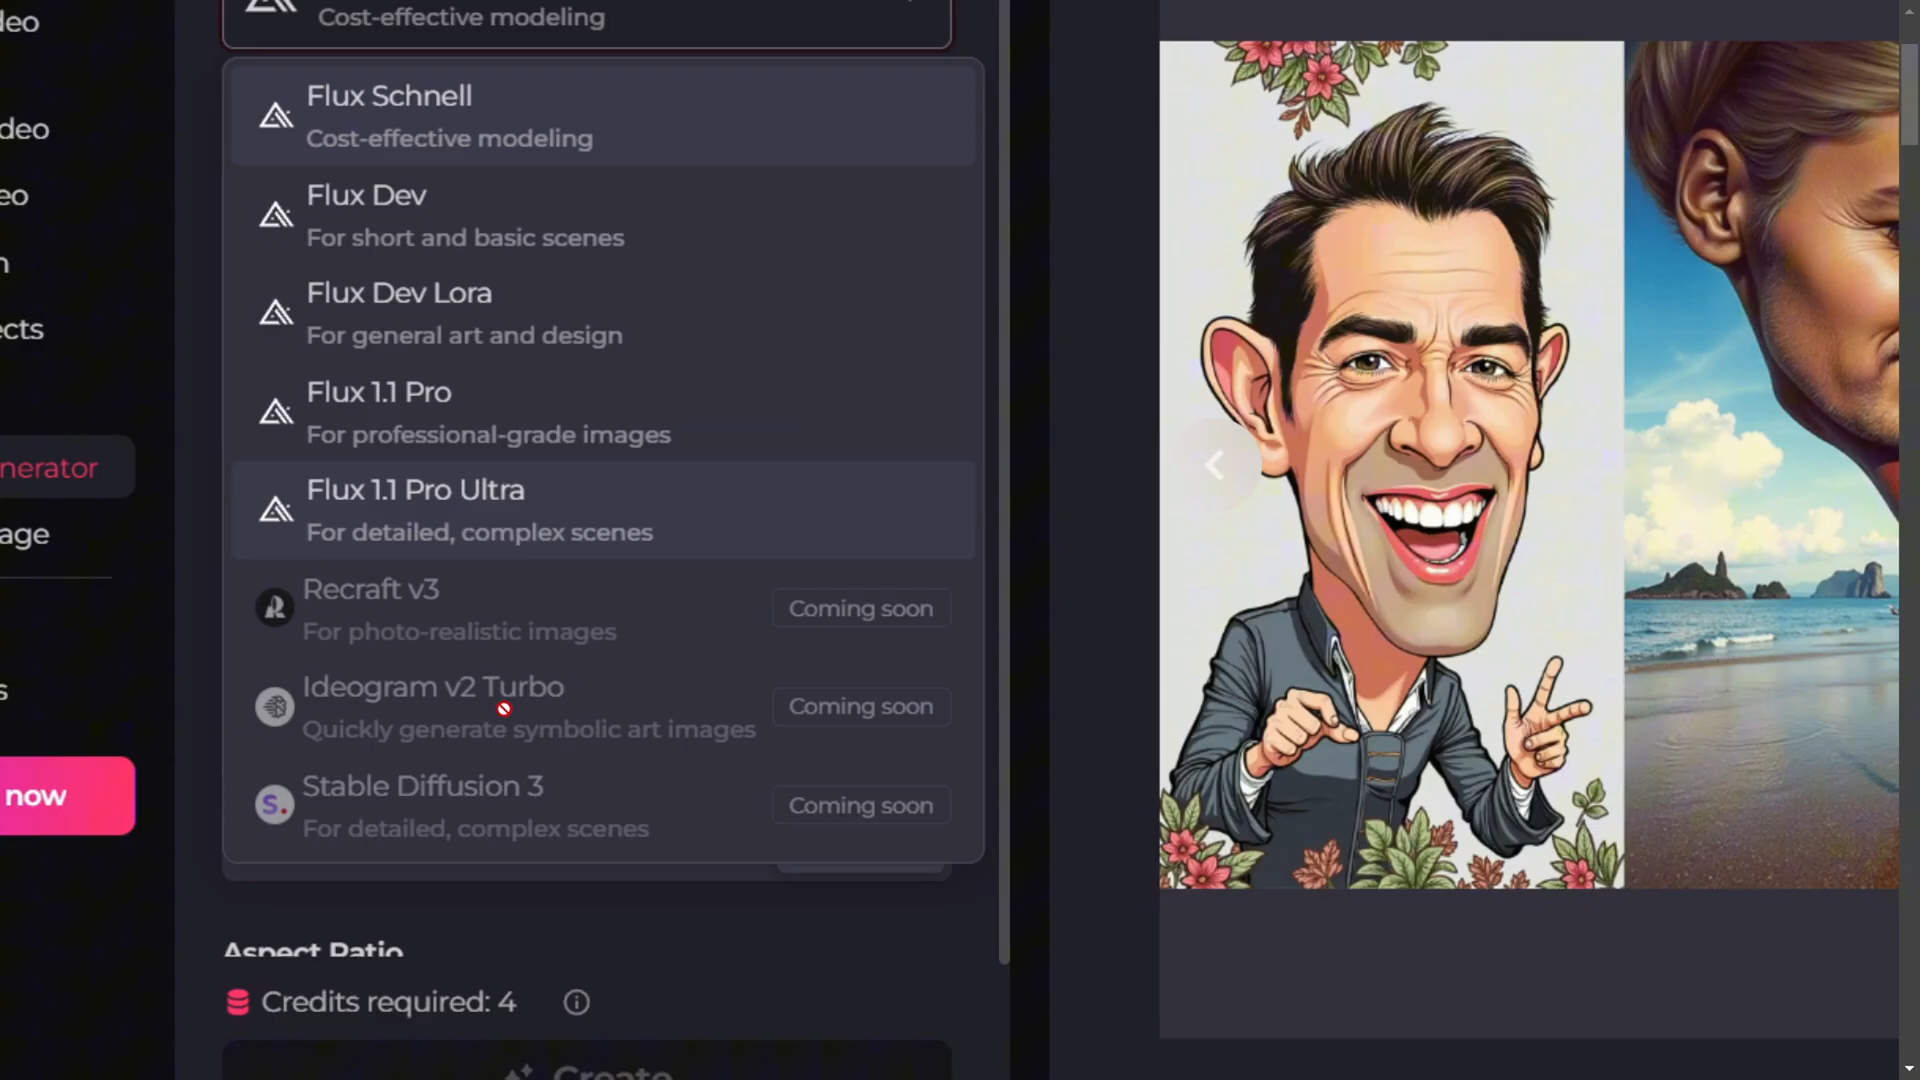 Cost-effective modeling
deo
Flux Schnell
Cost-effective modeling
deo
Flux Dev
For short and basic scenes
eo
n
Flux Dev Lora
For general art and design
ects
Flux 1.1 Pro
For professional-grade images
nerator
Flux 1.1 Pro Ultra
For detailed, complex scenes
age
Recraft v3
For photo-realistic images
Coming soon
Ideogram v2 Turbo
Quickly generate symbolic art images
Coming soon
s
Stable Diffusion 3
For detailed, complex scenes
Coming soon
now
Aspect Ratio
Credits required: 4
Create